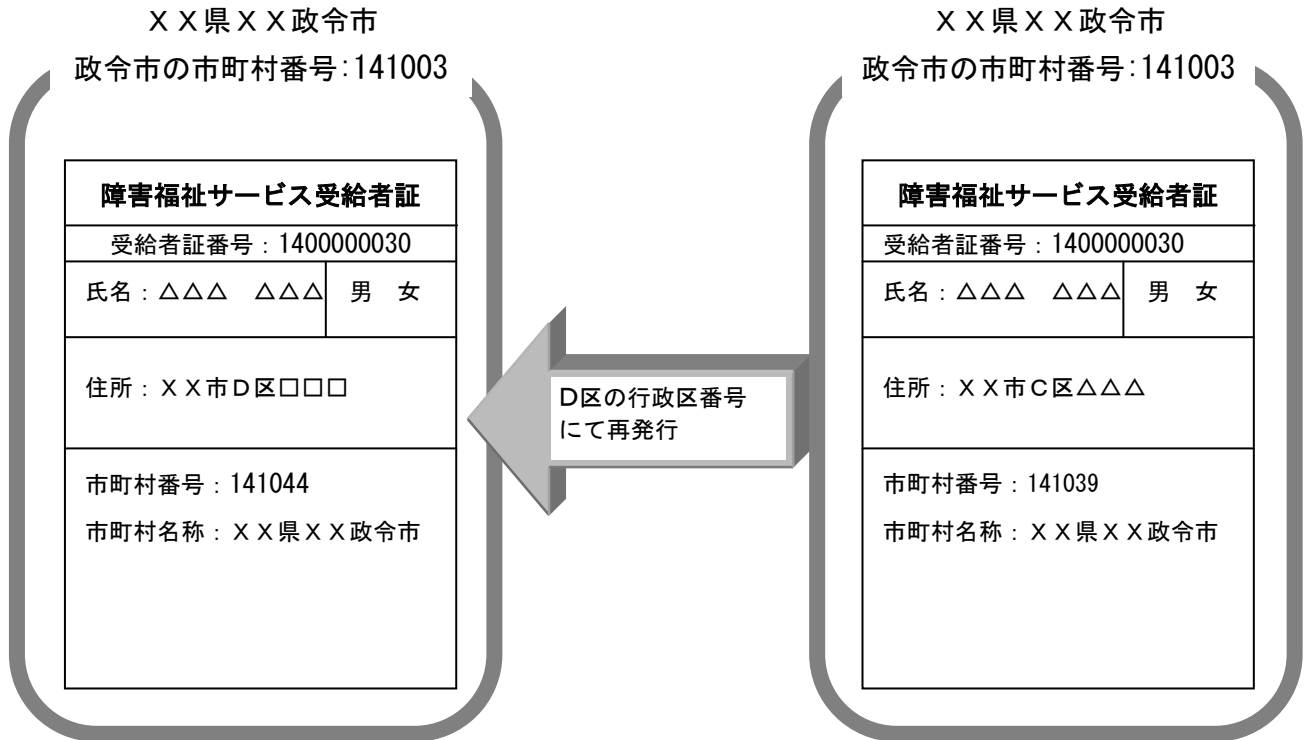 ＸＸ県ＸＸ政令市
政令市の市町村番号：141003
障害福祉サービス受給者証
受給者証番号：1400000030
氏名：△△△　△△△
男　女
住所：ＸＸ市Ｄ区□□□
市町村番号：141044
市町村名称：ＸＸ県ＸＸ政令市
D区の行政区番号
にて再発行
ＸＸ県ＸＸ政令市
政令市の市町村番号：141003
障害福祉サービス受給者証
受給者証番号：1400000030
氏名：△△△　△△△
男　女
住所：ＸＸ市Ｃ区△△△
市町村番号：141039
市町村名称：ＸＸ県ＸＸ政令市